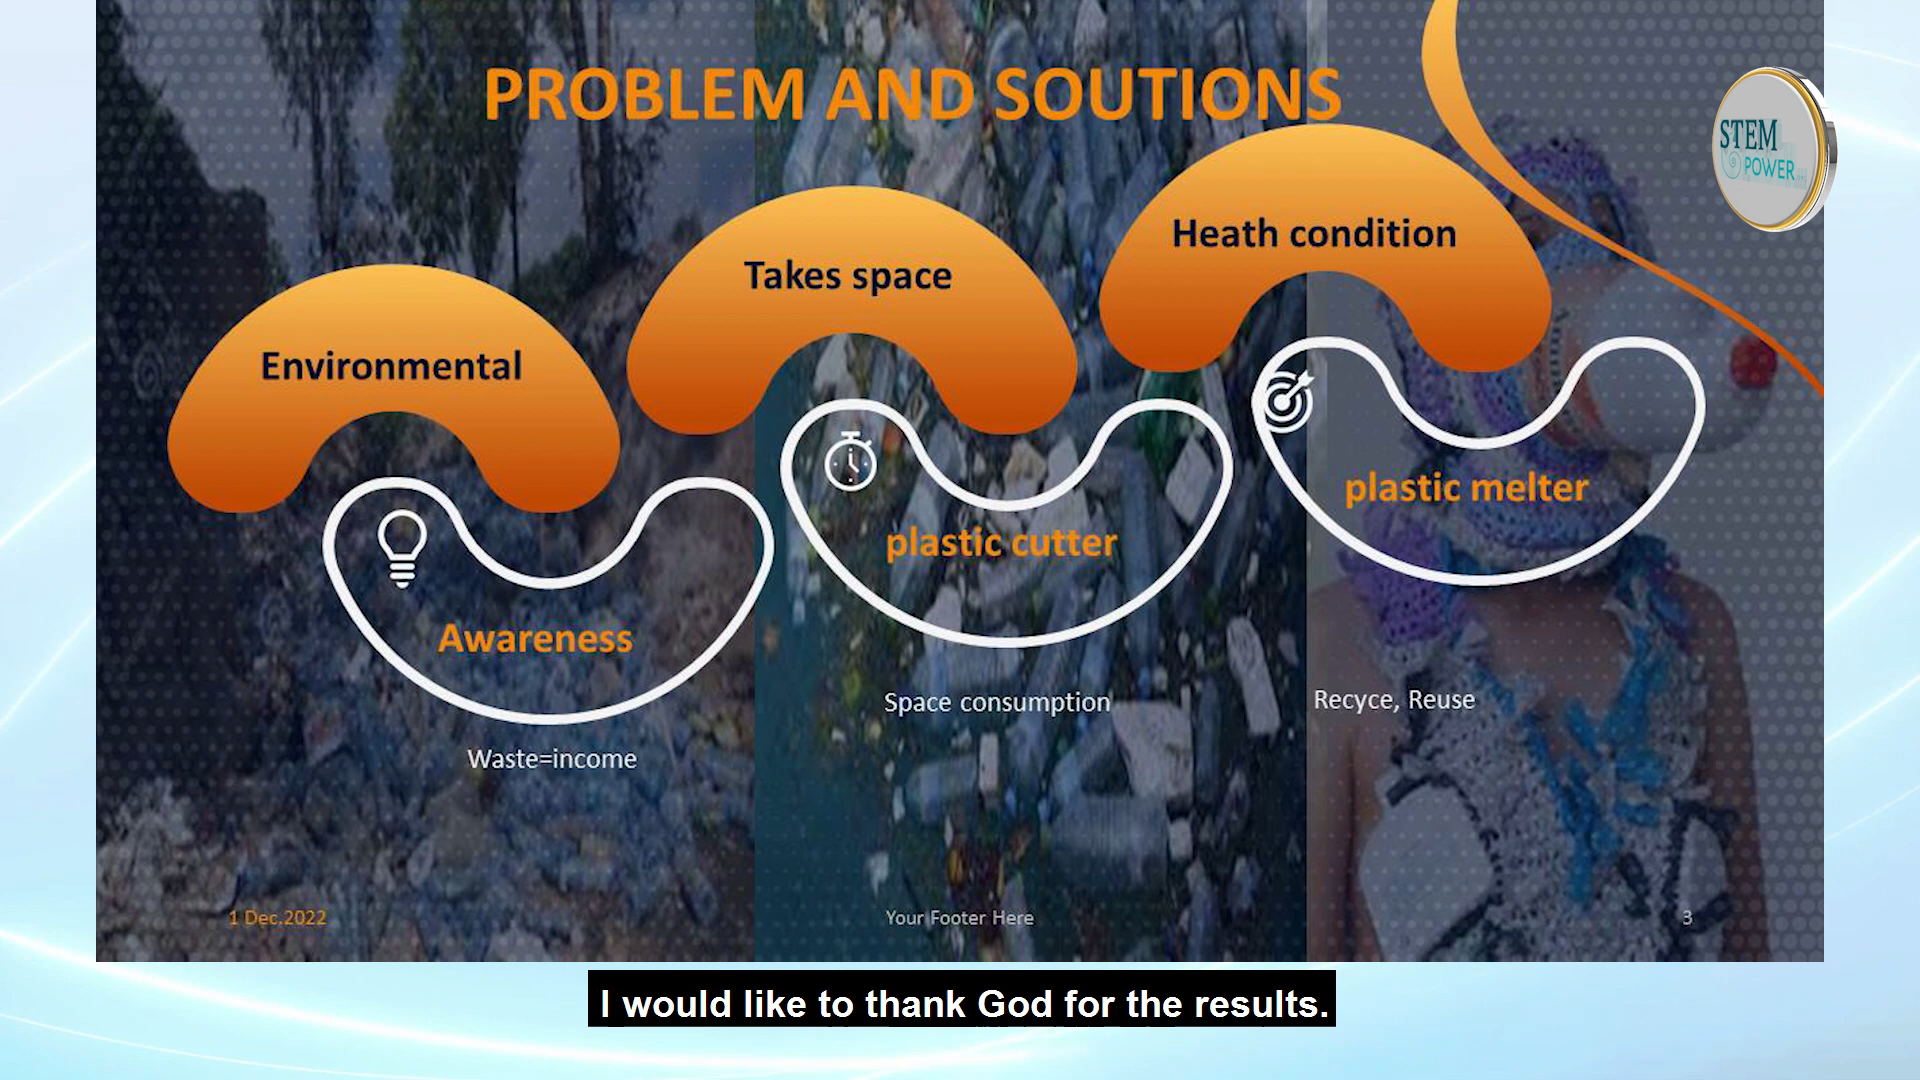 PROBLEM AND SOUTIONS
STEM
POWER
Heath condition
Takes space
Environmental
plastic melter
plastic cutter
Awareness
Space consumption
Recyce, Reuse
Waste=income
1 Dec.2022
Your Footer Here
3
I would like to thank God for the results.